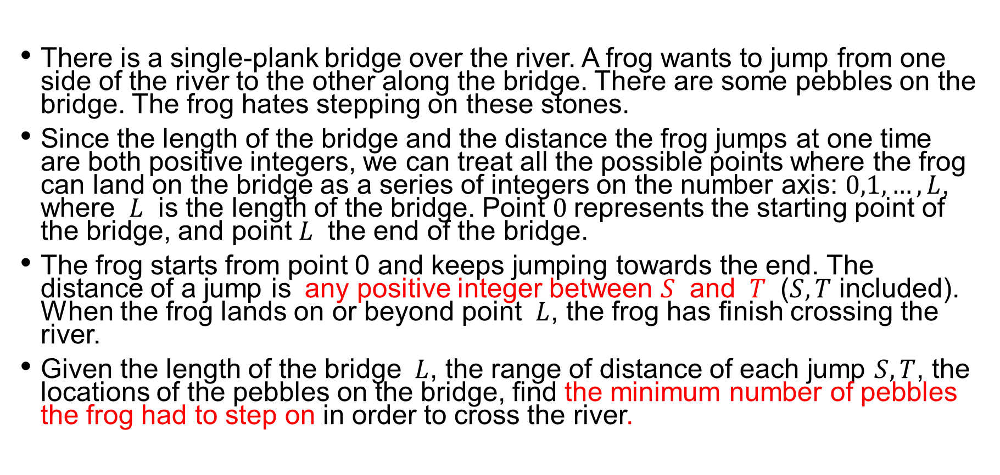 • There is a single-plank bridge over the river. A frog wants to jump from one
side of the river to the other along the bridge. There are some pebbles on the
bridge. The frog hates stepping on these stones.
• Since the length of the bridge and the distance the frog jumps at one time
are both positive integers, we can treat all the possible points where the frog
can land on the bridge as a series of integers on the number axis: 0,1, … , L,
where L is the length of the bridge. Point 0 represents the starting point of
the bridge, and point L the end of the bridge.
• The frog starts from point 0 and keeps jumping towards the end. The
distance of a jump is any positive integer between S and T (S, T included).
When the frog lands on or beyond point L, the frog has finish crossing the
river.
• Given the length of the bridge L, the range of distance of each jump S, T, the
locations of the pebbles on the bridge, find the minimum number of pebbles
the frog had to step on in order to cross the river.